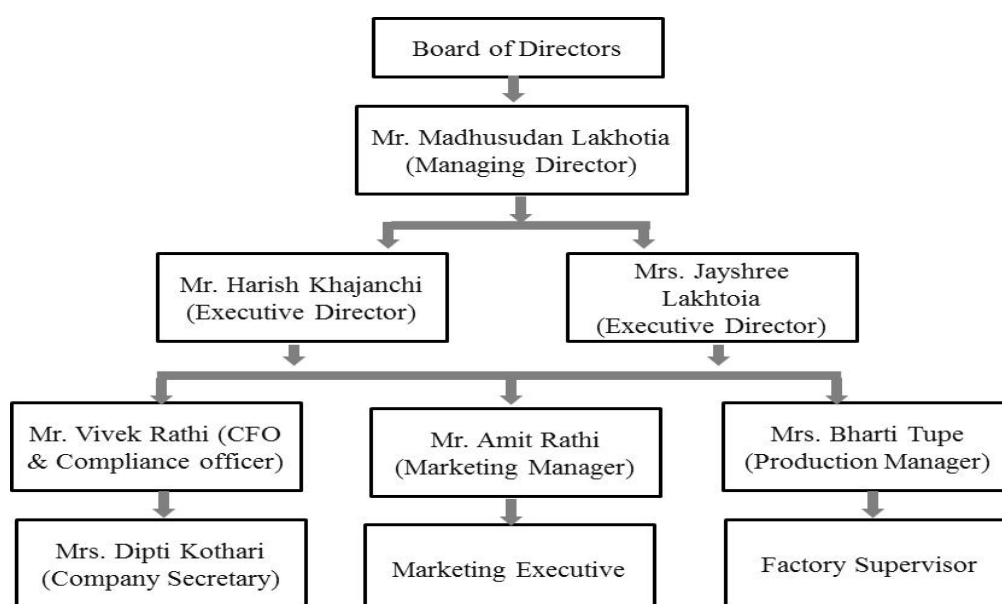 Board of Directors
Mr. Madhusudan Lakhotia
(Managing Director)
Mr. Harish Khajanchi
(Executive Director)
Mrs. Jayshree
Lakhtoia
(Executive Director)
Mr. Vivek Rathi (CFO
& Compliance officer)
Mr. Amit Rathi
(Marketing Manager)
Mrs. Bharti Tupe
(Production Manager)
Mrs. Dipti Kothari
(Company Secretary)
Marketing Executive
Factory Supervisor